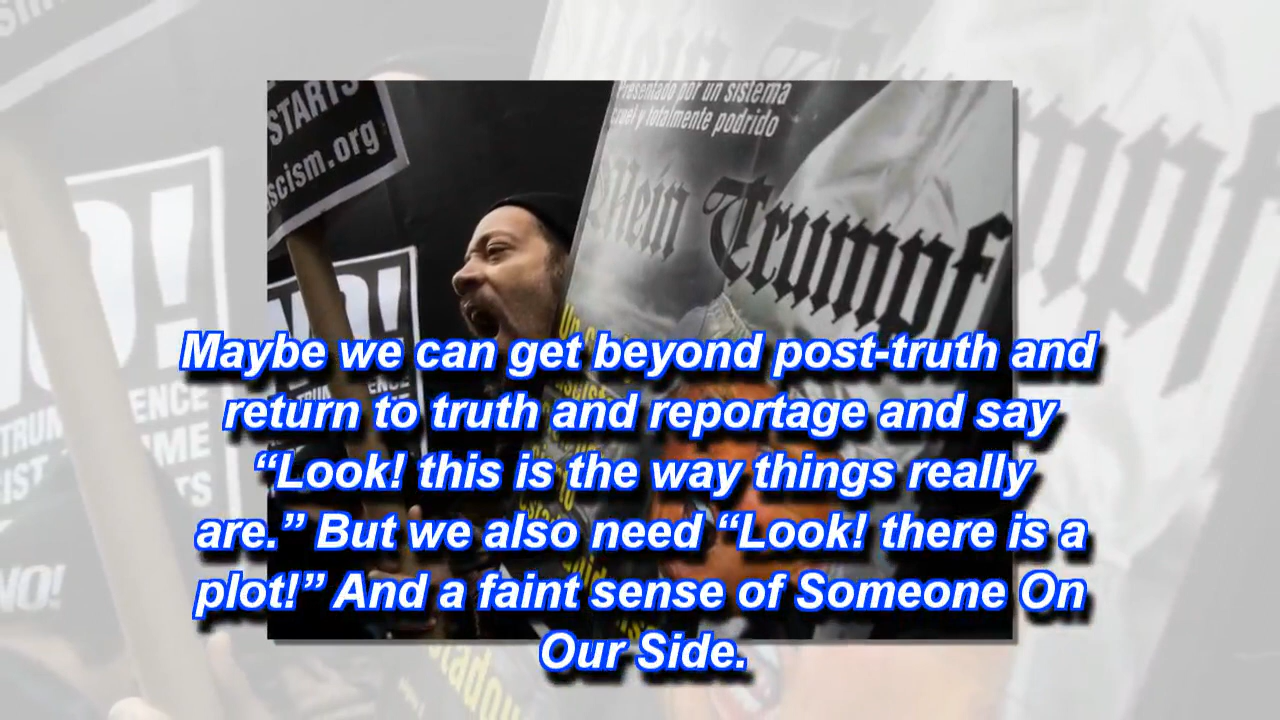 STARTS
scism.org
Presentado por un sistema
cruel y totalmente podrido
Mein Trumpf
NO!
Maybe we can get beyond post-truth and
return to truth and reportage and say
“Look! this is the way things really
are.” But we also need “Look! there is a
plot!” And a faint sense of Someone On
Our Side.